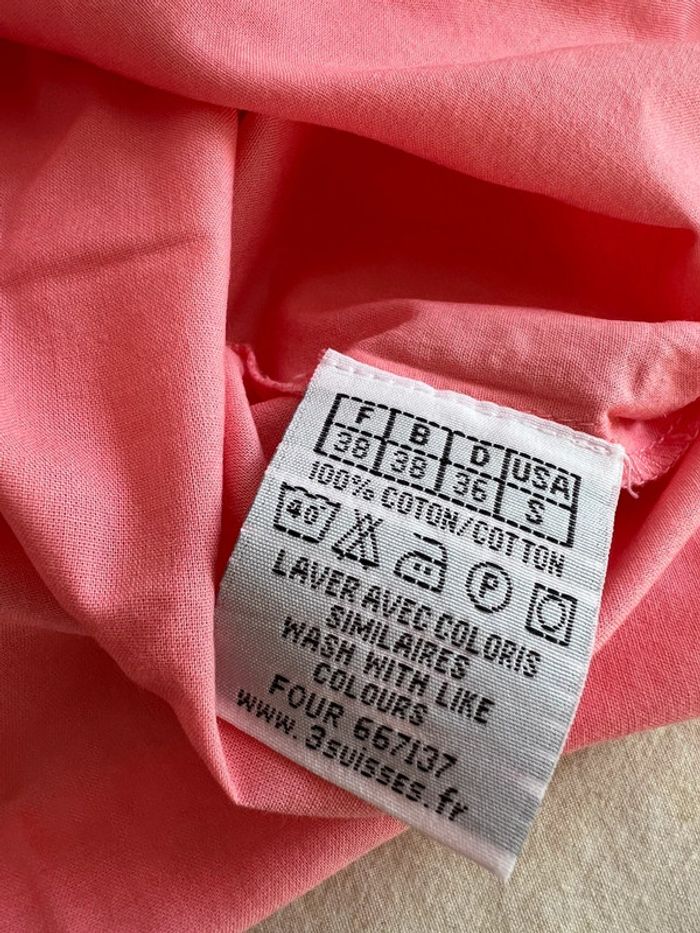 F B D USA
38 38 36 S
100% COTON/COTTON
40 P
LAVER AVEC COLORIS
SIMILAIRES
WASH WITH LIKE
COLOURS
FOUR 667137
www.3suisses.fr